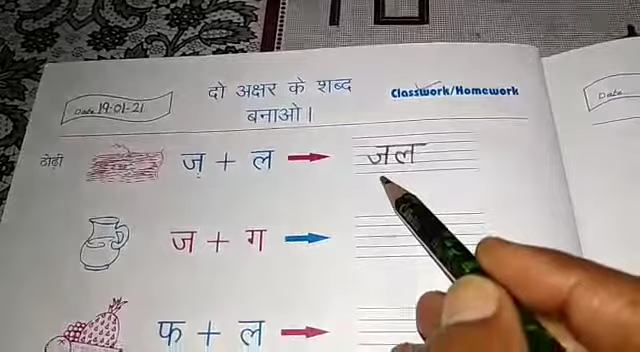 दो अक्षर के शब्द
बनाओ।
Classwork/Homework
Date 19-01-21
Date
ठोड़ी ज़ + ल → जल
ज + ग →
फ + ल →